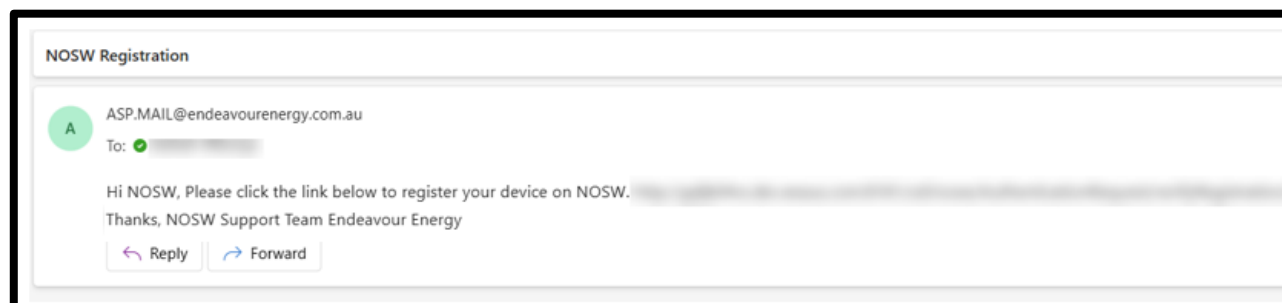 NOSW Registration
A
ASP.MAIL@endeavourenergy.com.au
To:
Hi NOSW, Please click the link below to register your device on NOSW.
Thanks, NOSW Support Team Endeavour Energy
Reply Forward